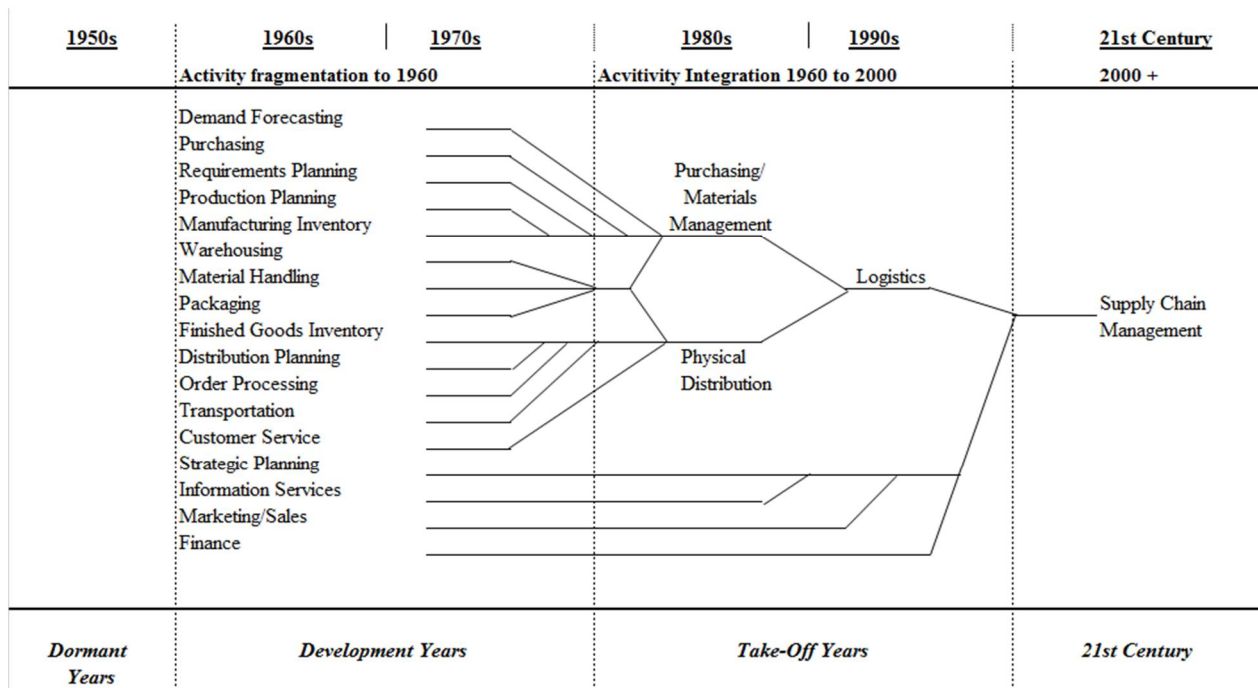 1950s
1960s
1970s
1980s
1990s
21st Century
Activity fragmentation to 1960
Acvitivity Integration 1960 to 2000
2000 +
Demand Forecasting
Purchasing
Requirements Planning
Production Planning
Manufacturing Inventory
Warehousing
Material Handling
Packaging
Finished Goods Inventory
Distribution Planning
Order Processing
Transportation
Customer Service
Strategic Planning
Information Services
Marketing/Sales
Finance
Purchasing/
Materials
Management
Physical
Distribution
Logistics
Supply Chain
Management
Dormant
Years
Development Years
Take-Off Years
21st Century